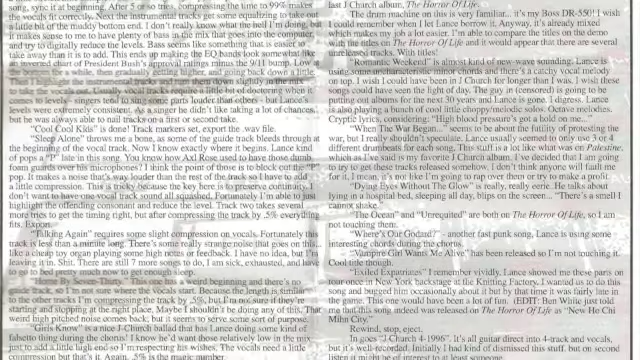 song, sync it at beginning. After 5 or so tries, compressing the time to 99% makes
the vocals fit perfectly. Next the instrumental tracks get some equalizing to take out
a little bit of the muddy bottom end. I don't really know what the hell I'm doing, but
it makes sense to me to have plenty of bass in the mix that goes into the computer,
and try to digitally reduce the levels. Bass seems like something that is easier to
take away than it is to add. This ends up making the EQ bands look somewhat like
an inverted chart of President Bush's approval ratings minus the 9/11 bump. Low at
the bottom for a while, then gradually getting higher, and going back down a little
Then I highlight the instrumental tracks and turn them down slightly in the mix
to take the vocals out. Usually vocal tracks require a little bit of doctoring when it
comes to levels - singers tend to sing some parts louder than others - but Lance's
levels were extremely consistent. As a singer he didn't like taking a lot of chances,
but he was always able to nail tracks on a first or second take.
"Cool Cool Kids" is done! Track markers set, export the .wav file.
"Sleep Alone" throws me a bone, as some of the guide track bleeds through at
the beginning of the vocal track. Now I know exactly where it begins. Lance kind
of pops a "P" late in this song. You know how Axl Rose used to have those dumb
foam guards over his microphones? I think the point of those is to block out the "P"
pop. It makes a noise that's way louder than the rest of the track so I have to add
a little compression. This is tricky because the key here is to preserve continuity. I
don't want to have one vocal track sound all squished. Fortunately I'm able to just
highlight the offending consonant and reduce the level. Track two takes several
more tries to get the timing right, but after compressing the track by .5% everything
fits. Export.
"Talking Again" requires some slight compression on vocals. Fortunately this
track is less than a minute long. There's some really strange noise that goes on this...
like a cheap toy organ playing some high notes or feedback. I have no idea, but I'm
leaving it in. Shit. There are still 7 more songs to do, I am sick, exhausted, and have
to go to bed pretty much now to get enough sleep.
"Home By Seven-Thirty." This one has a weird beginning and there's no
guide track, so I'm not sure where the vocals start. Because the length is similar
to the other tracks I'm compressing the track by .5%, but I'm not sure if they're
starting and stopping at the right place. Maybe I shouldn't be doing any of this. That
weird high pitched noise comes back, but it seems to serve some sort of purpose.
"Girls Know" is a nice J Church ballad that has Lance doing some kind of
falsetto thing during the chorus! I know he'd want those relatively low in the mix
just to add a little high end so I'm respecting his wishes. The vocals need a little
compression but that's it. Again, .5% is the magic number.
last J Church album, The Horror Of Life.
The drum machine on this is very familiar... it's my Boss DR-550! I wish
I could remember when I let Lance borrow it. Anyway, it's already mixed
which makes my job a lot easier. I'm able to compare the titles on the demo
with the titles on The Horror Of Life and it would appear that there are several
unreleased tracks. With titles!
"Romantic Weekend" is almost kind of new-wave sounding. Lance is
using some characteristic minor chords and there's a catchy vocal melody
on top. I wish I could have been in J Church for longer than I was. I wish these
songs could have seen the light of day. The guy in (censored) is going to be
putting out albums for the next 30 years and Lance is gone. I digress. Lance
is also playing a bunch of cool little choppy/melodic solos. Octave melodies.
Cryptic lyrics, considering: "High blood pressure's got a hold on me..."
"When The War Began..." seems to be about the futility of protesting the
war, but I really shouldn't speculate. Lance usually seemed to only use 3 or 4
different drumbeats for each song. This stuff is a lot like what was on Palestine,
which as I've said is my favorite J Church album. I've decided that I am going
to try to get these tracks released somehow. I don't think anyone will fault me
for it, I mean, it's not like I'm going to rap over them or try to make a profit.
"Dying Eyes Without The Glow" is really, really eerie. He talks about
lying in a hospital bed, sleeping all day, blips on the screen... "There's a smell I
cannot shake."
"The Ocean" and "Unrequited" are both on The Horror Of Life, so I am
not touching them.
"Where's Our Godzad?" - another fast punk song, Lance is using some
interesting chords during the chorus.
"Vampire Girl Wants Me Alive" has been released so I'm not touching it.
Cool title though.
"Exiled Expatriates" I remember vividly. Lance showed me these parts on
tour once in New York backstage at the Knitting Factory. I wanted us to do this
song and bugged him occasionally about it but by that time it was fairly late in
the game. This one would have been a lot of fun. (EDIT: Ben White just told
me that this song indeed was released on The Horror Of Life as "New Ho Chi
Mihn City."
Rewind, stop, eject.
In goes "J Church 4-1996". It's all guitar direct into 4-track and vocals,
but it's well-recorded. Initially I had kind of dismissed this stuff, but on second
listen it might be of interest to at least someone.